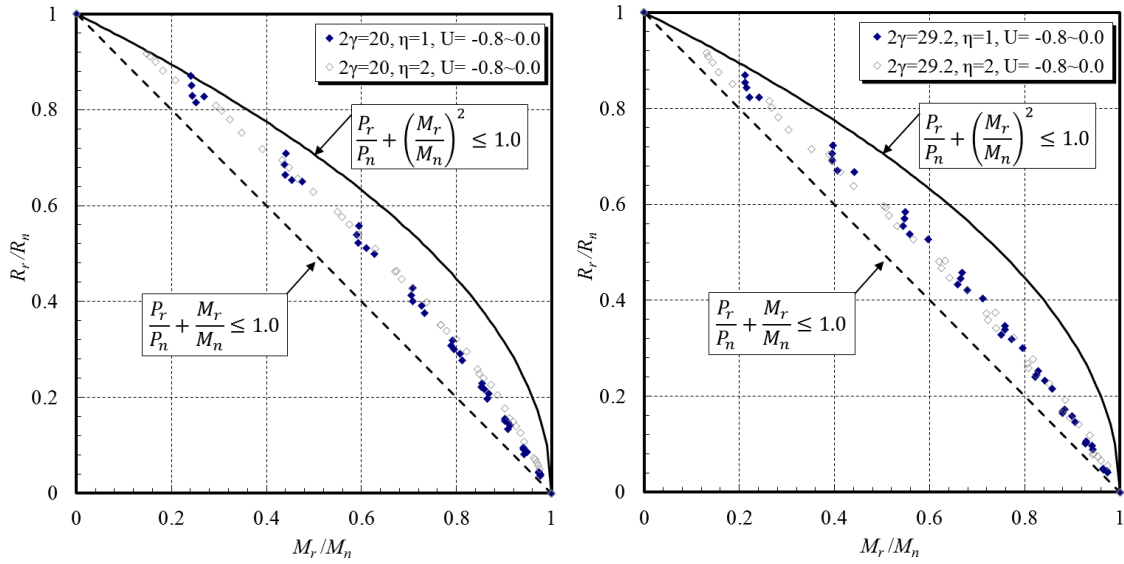 1
0.8
0.6
0.4
0.2
0
0
0.2
0.4
0.6
0.8
1
R_r/R_n
M_r/M_n
2γ=20, η=1, U= -0.8~0.0
2γ=20, η=2, U= -0.8~0.0
P_r/P_n + (M_r/M_n)^2 ≤ 1.0
P_r/P_n + M_r/M_n ≤ 1.0
1
0.8
0.6
0.4
0.2
0
0
0.2
0.4
0.6
0.8
1
R_r/R_n
M_r/M_n
2γ=29.2, η=1, U= -0.8~0.0
2γ=29.2, η=2, U= -0.8~0.0
P_r/P_n + (M_r/M_n)^2 ≤ 1.0
P_r/P_n + M_r/M_n ≤ 1.0